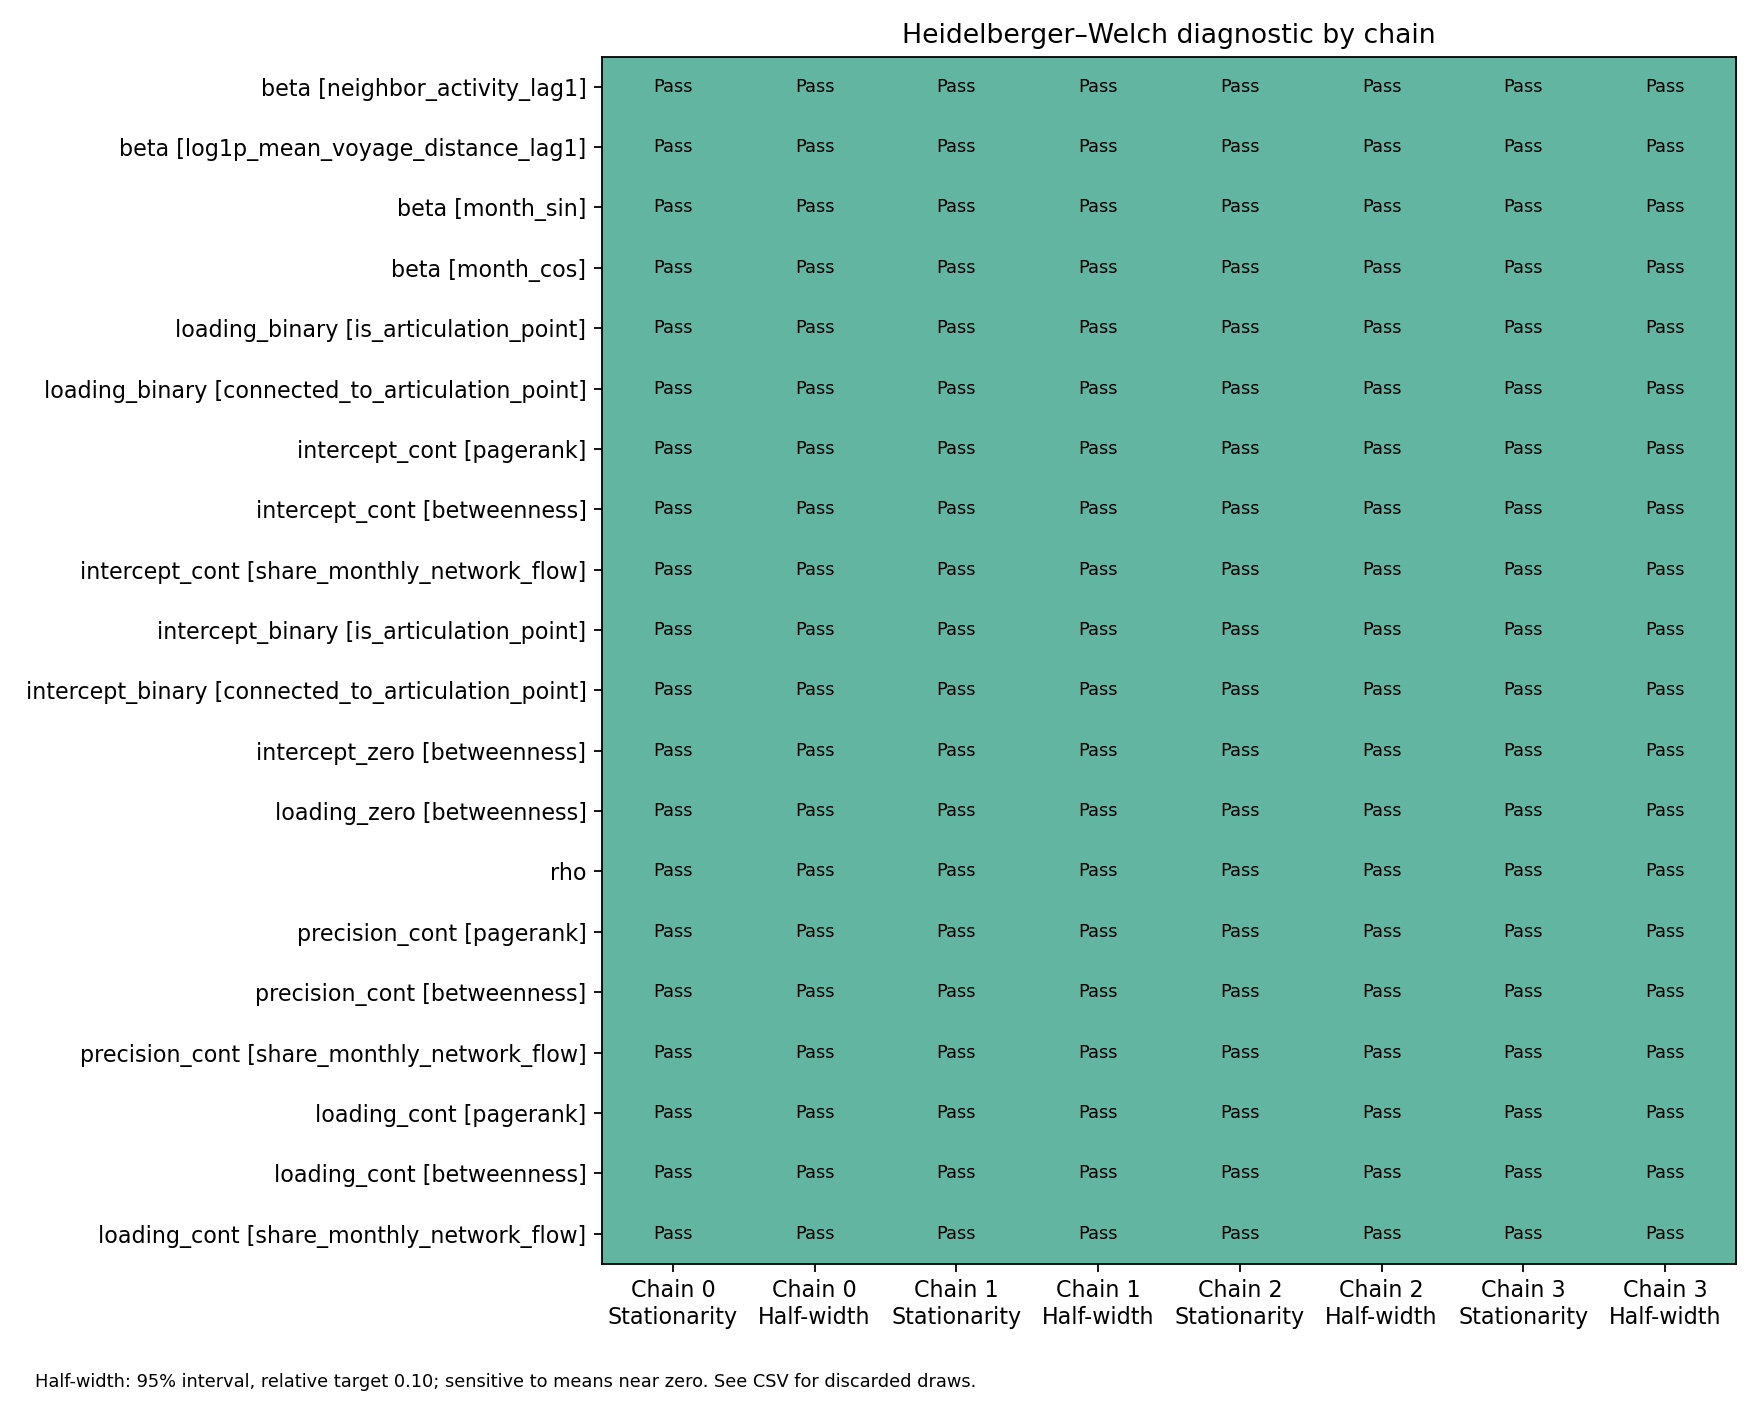 Heidelberger–Welch diagnostic by chain
beta [neighbor_activity_lag1] Pass Pass Pass Pass Pass Pass Pass Pass
beta [log1p_mean_voyage_distance_lag1] Pass Pass Pass Pass Pass Pass Pass Pass
beta [month_sin] Pass Pass Pass Pass Pass Pass Pass Pass
beta [month_cos] Pass Pass Pass Pass Pass Pass Pass Pass
loading_binary [is_articulation_point] Pass Pass Pass Pass Pass Pass Pass Pass
loading_binary [connected_to_articulation_point] Pass Pass Pass Pass Pass Pass Pass Pass
intercept_cont [pagerank] Pass Pass Pass Pass Pass Pass Pass Pass
intercept_cont [betweenness] Pass Pass Pass Pass Pass Pass Pass Pass
intercept_cont [share_monthly_network_flow] Pass Pass Pass Pass Pass Pass Pass Pass
intercept_binary [is_articulation_point] Pass Pass Pass Pass Pass Pass Pass Pass
intercept_binary [connected_to_articulation_point] Pass Pass Pass Pass Pass Pass Pass Pass
intercept_zero [betweenness] Pass Pass Pass Pass Pass Pass Pass Pass
loading_zero [betweenness] Pass Pass Pass Pass Pass Pass Pass Pass
rho Pass Pass Pass Pass Pass Pass Pass Pass
precision_cont [pagerank] Pass Pass Pass Pass Pass Pass Pass Pass
precision_cont [betweenness] Pass Pass Pass Pass Pass Pass Pass Pass
precision_cont [share_monthly_network_flow] Pass Pass Pass Pass Pass Pass Pass Pass
loading_cont [pagerank] Pass Pass Pass Pass Pass Pass Pass Pass
loading_cont [betweenness] Pass Pass Pass Pass Pass Pass Pass Pass
loading_cont [share_monthly_network_flow] Pass Pass Pass Pass Pass Pass Pass Pass
Chain 0 Chain 0 Chain 1 Chain 1 Chain 2 Chain 2 Chain 3 Chain 3
Stationarity Half-width Stationarity Half-width Stationarity Half-width Stationarity Half-width
Half-width: 95% interval, relative target 0.10; sensitive to means near zero. See CSV for discarded draws.